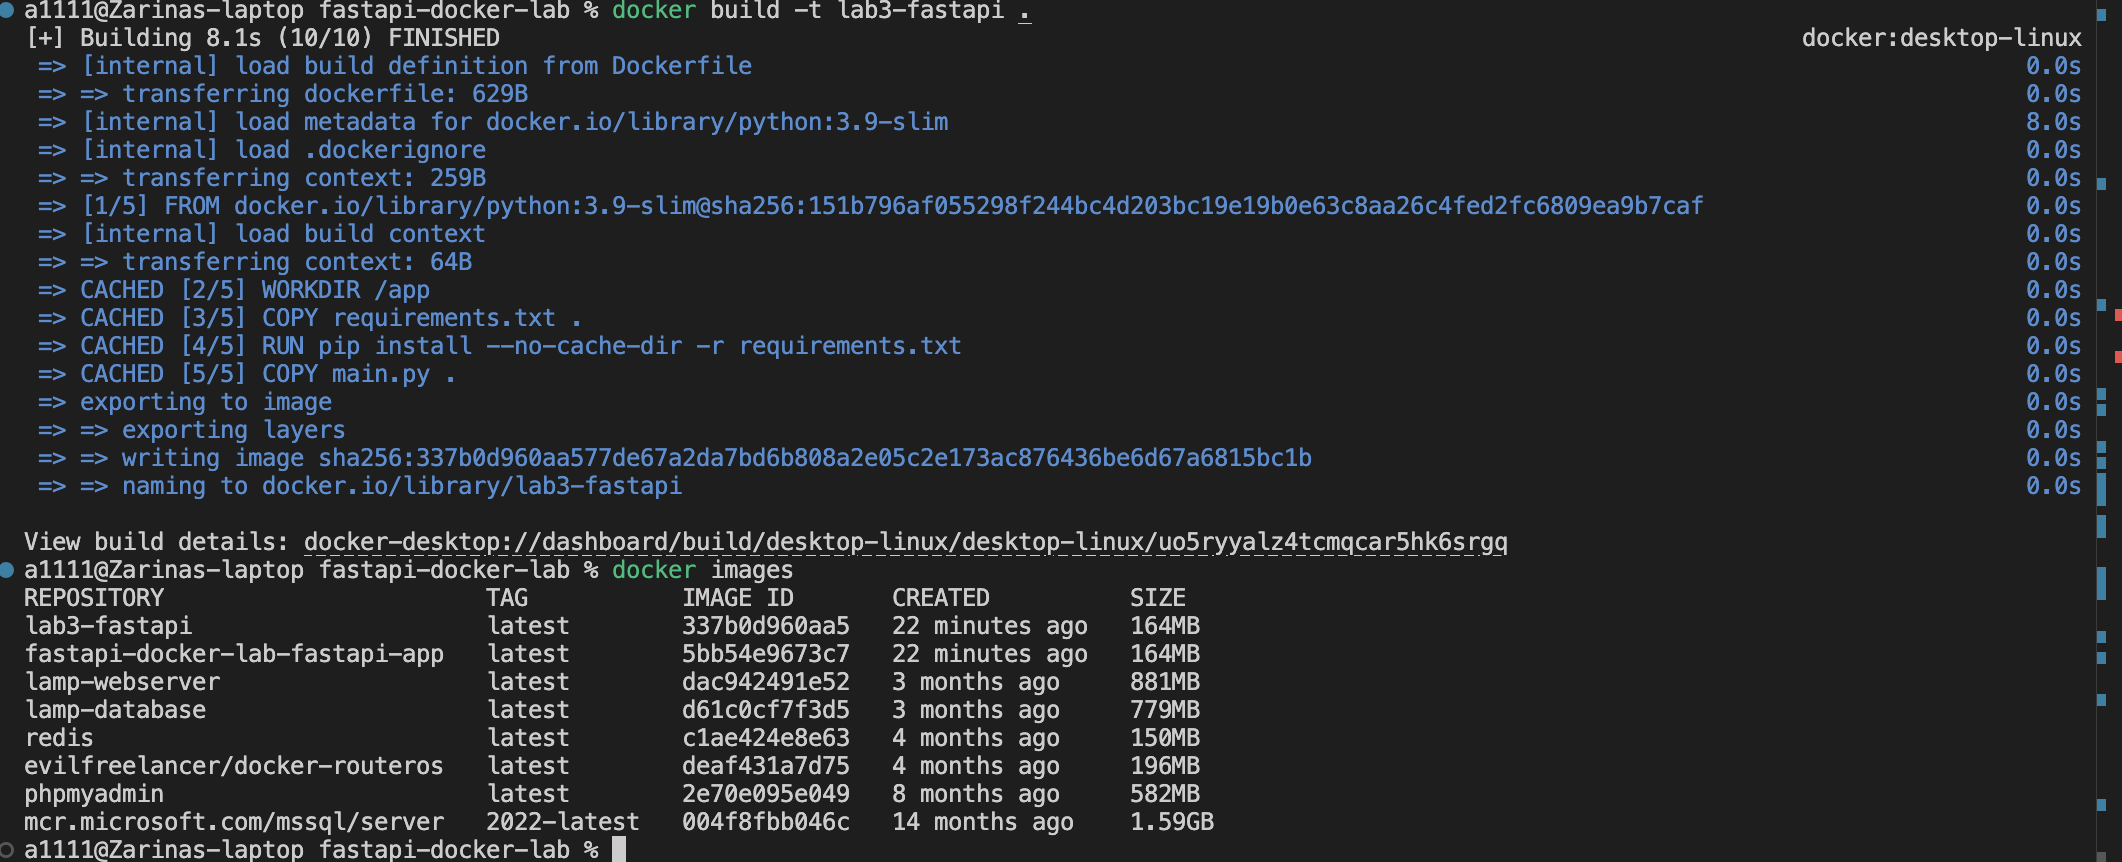 a1111@Zarinas-laptop fastapi-docker-lab % docker build -t lab3-fastapi .
[+] Building 8.1s (10/10) FINISHED docker:desktop-linux
=> [internal] load build definition from Dockerfile 0.0s
=> => transferring dockerfile: 629B 0.0s
=> [internal] load metadata for docker.io/library/python:3.9-slim 8.0s
=> [internal] load .dockerignore 0.0s
=> => transferring context: 259B 0.0s
=> [1/5] FROM docker.io/library/python:3.9-slim@sha256:151b796af055298f244bc4d203bc19e19b0e63c8aa26c4fed2fc6809ea9b7caf 0.0s
=> [internal] load build context 0.0s
=> => transferring context: 64B 0.0s
=> CACHED [2/5] WORKDIR /app 0.0s
=> CACHED [3/5] COPY requirements.txt . 0.0s
=> CACHED [4/5] RUN pip install --no-cache-dir -r requirements.txt 0.0s
=> CACHED [5/5] COPY main.py . 0.0s
=> exporting to image 0.0s
=> => exporting layers 0.0s
=> => writing image sha256:337b0d960aa577de67a2da7bd6b808a2e05c2e173ac876436be6d67a6815bc1b 0.0s
=> => naming to docker.io/library/lab3-fastapi 0.0s
View build details: docker-desktop://dashboard/build/desktop-linux/desktop-linux/uo5ryyalz4tcmqcar5hk6srgq
a1111@Zarinas-laptop fastapi-docker-lab % docker images
REPOSITORY TAG IMAGE ID CREATED SIZE
lab3-fastapi latest 337b0d960aa5 22 minutes ago 164MB
fastapi-docker-lab-fastapi-app latest 5bb54e9673c7 22 minutes ago 164MB
lamp-webserver latest dac942491e52 3 months ago 881MB
lamp-database latest d61c0cf7f3d5 3 months ago 779MB
redis latest c1ae424e8e63 4 months ago 150MB
evilfreelancer/docker-routeros latest deaf431a7d75 4 months ago 196MB
phpmyadmin latest 2e70e095e049 8 months ago 582MB
mcr.microsoft.com/mssql/server 2022-latest 004f8fbb046c 14 months ago 1.59GB
a1111@Zarinas-laptop fastapi-docker-lab %